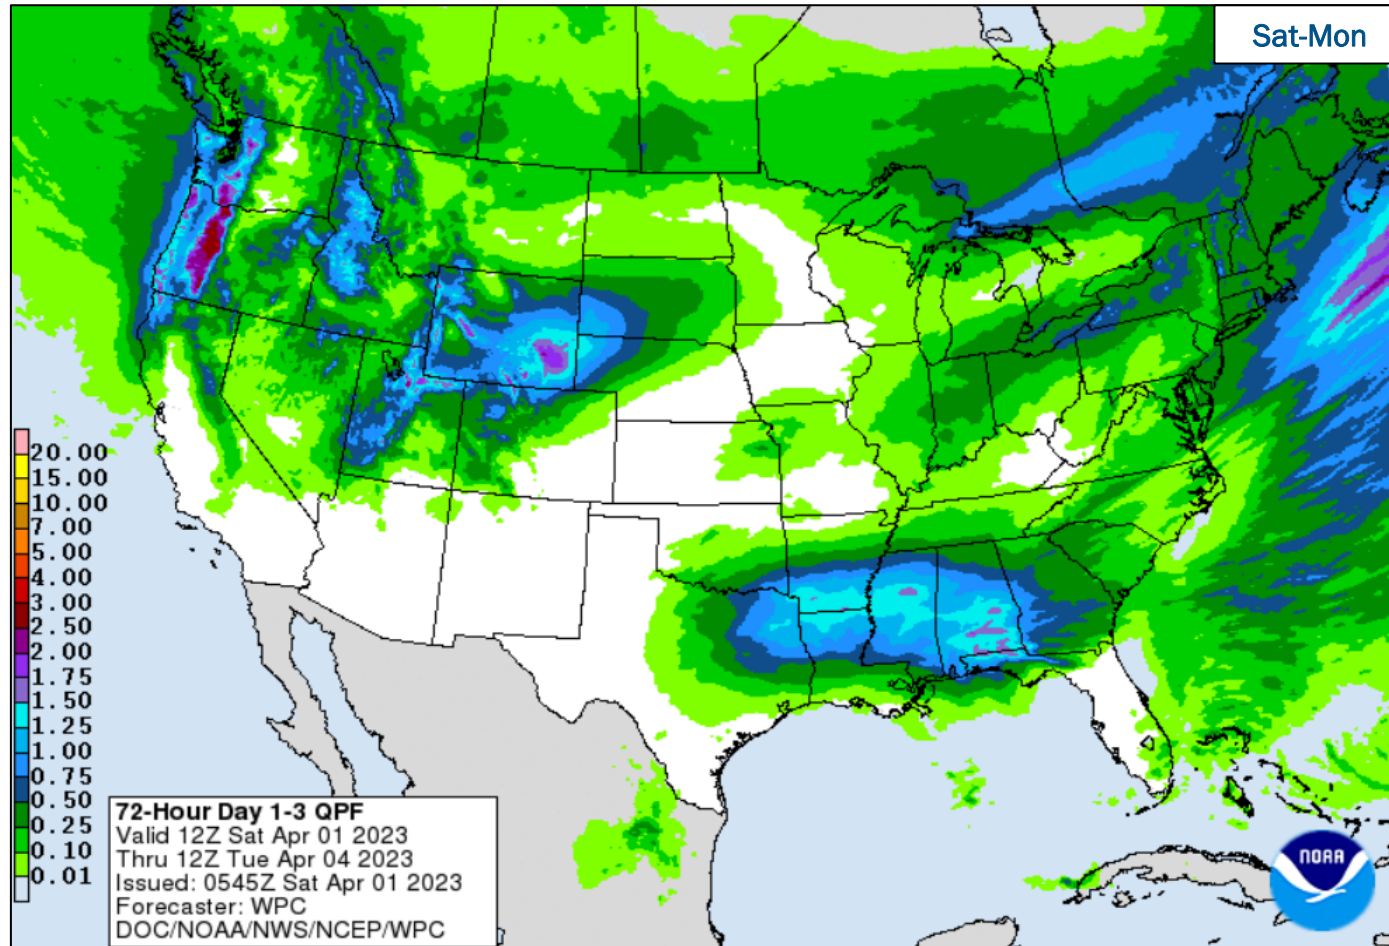 Sat-Mon
20.00
15.00
10.00
7.00
5.00
4.00
3.00
2.50
2.00
1.75
1.50
1.25
1.00
0.75
0.50
0.25
0.10
0.01
72-Hour Day 1-3 QPF
Valid 12Z Sat Apr 01 2023
Thru 12Z Tue Apr 04 2023
Issued: 0545Z Sat Apr 01 2023
Forecaster: WPC
DOC/NOAA/NWS/NCEP/WPC
NOAA